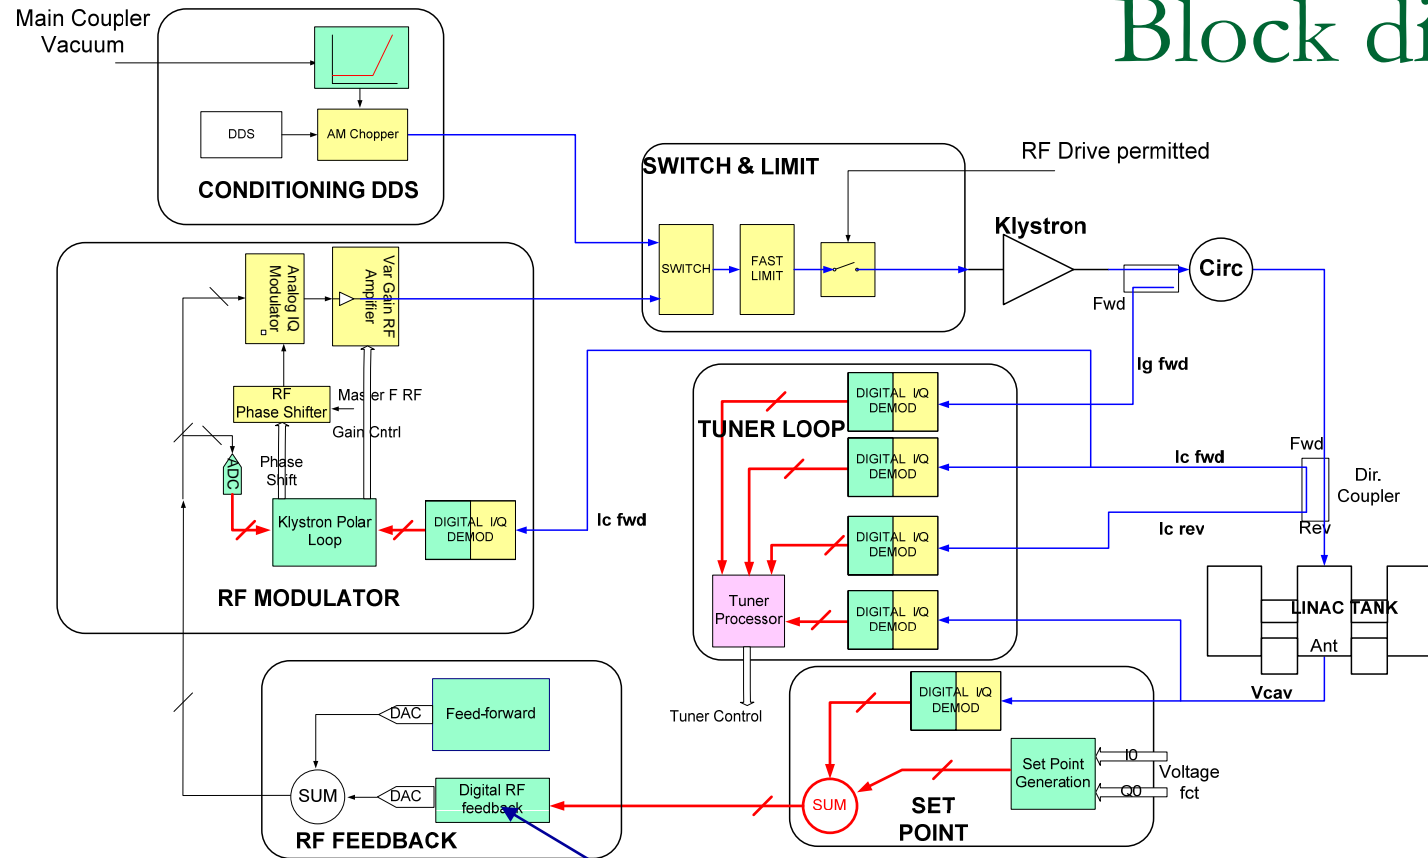 Block di
Main Coupler
Vacuum
DDS
AM Chopper
CONDITIONING DDS
RF Drive permitted
SWITCH & LIMIT
SWITCH
FAST
LIMIT
Klystron
Circ
Fwd
Ig fwd
Analog IQ
Modulator
Var Gain RF
Ampifier
RF
Phase Shifter
Master F RF
Gain Cntrl
Phase
Shift
ADC
Klystron Polar
Loop
DIGITAL I/Q
DEMOD
Ic fwd
RF MODULATOR
TUNER LOOP
DIGITAL I/Q
DEMOD
DIGITAL I/Q
DEMOD
DIGITAL I/Q
DEMOD
DIGITAL I/Q
DEMOD
Tuner
Processor
Tuner Control
Ic fwd
Ic rev
Fwd
Dir.
Coupler
Rev
LINAC TANK
Ant
Vcav
DIGITAL I/Q
DEMOD
Set Point
Generation
I0
Q0
Voltage
fct
SUM
SET
POINT
DAC
Feed-forward
SUM
DAC
Digital RF
feedback
RF FEEDBACK